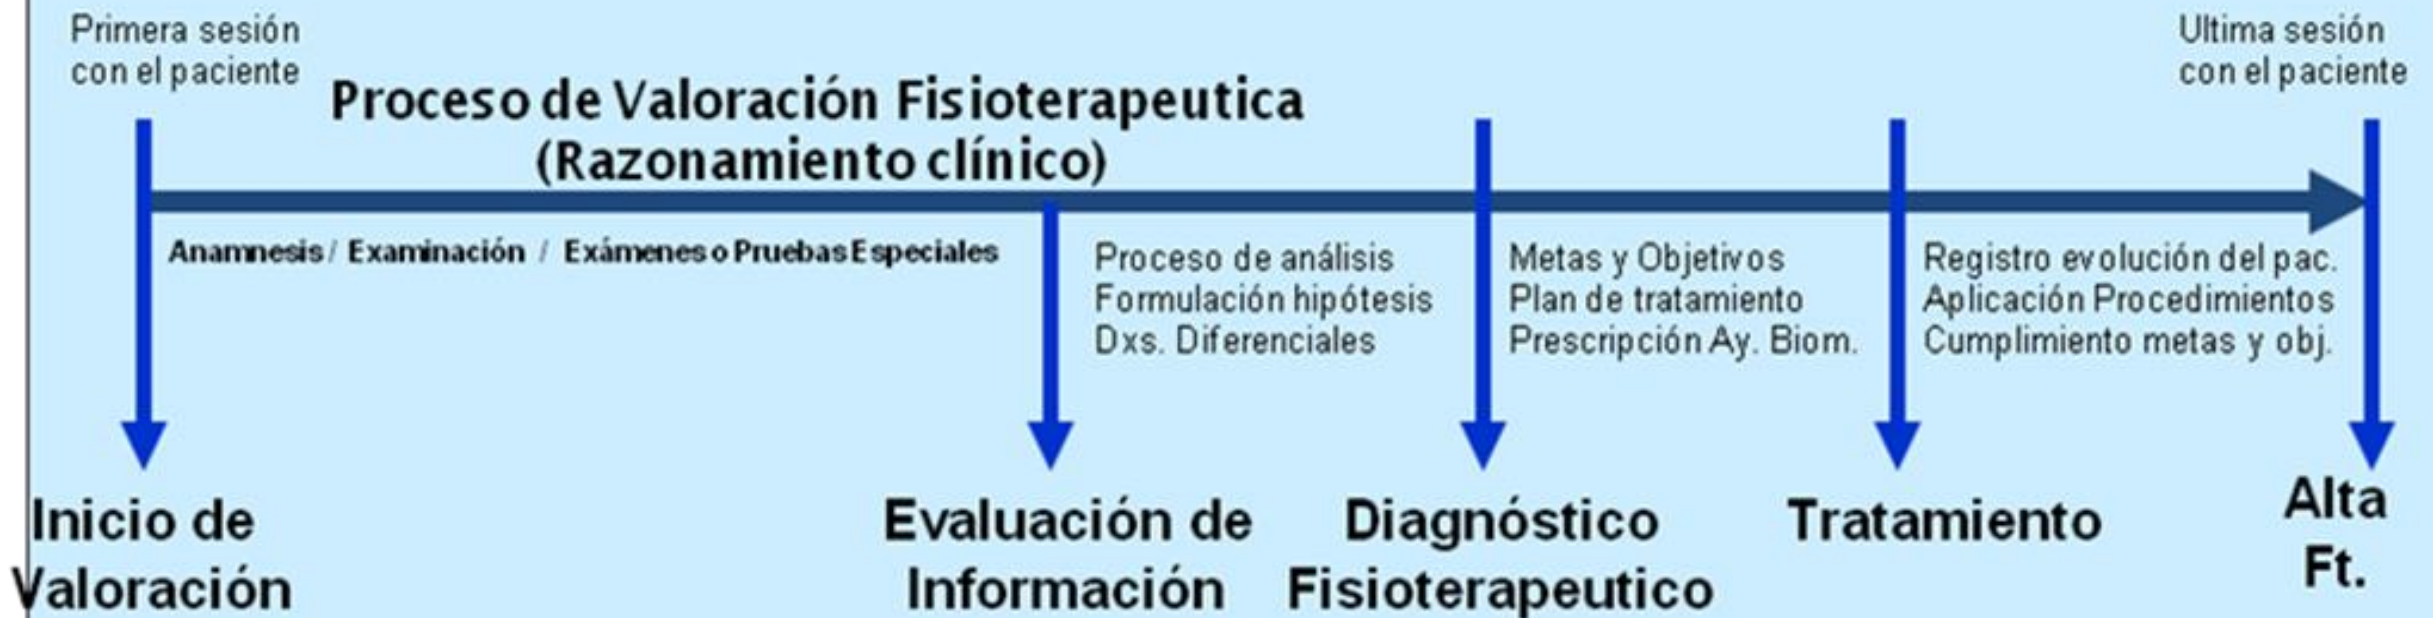 Primera sesión
con el paciente
Ultima sesión
con el paciente
Proceso de Valoración Fisioterapeutica
(Razonamiento clínico)
Anamnesis / Examinación / Exámenes o Pruebas Especiales
Proceso de análisis
Formulación hipótesis
Dxs. Diferenciales
Metas y Objetivos
Plan de tratamiento
Prescripción Ay. Biom.
Registro evolución del pac.
Aplicación Procedimientos
Cumplimiento metas y obj.
Inicio de
Valoración
Evaluación de
Información
Diagnóstico
Fisioterapeutico
Tratamiento
Alta
Ft.